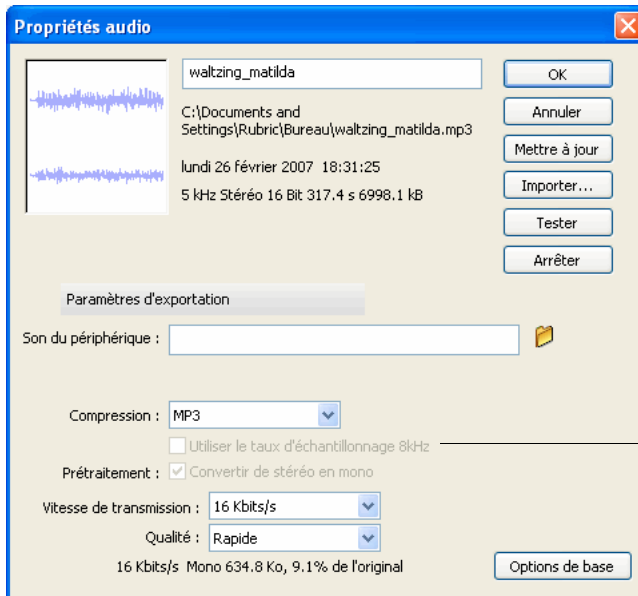 Propriétés audio
waltzing_matilda
C:\Documents and
Settings\Rubric\Bureau\waltzing_matilda.mp3
lundi 26 février 2007 18:31:25
5 kHz Stéréo 16 Bit 317.4 s 6998.1 kB
OK
Annuler
Mettre à jour
Importer...
Tester
Arrêter
Paramètres d'exportation
Son du périphérique :
Compression : MP3
Utiliser le taux d'échantillonnage 8kHz
Prétraitement : Convertir de stéréo en mono
Vitesse de transmission : 16 Kbits/s
Qualité : Rapide
16 Kbits/s Mono 634.8 Ko, 9.1% de l'original
Options de base